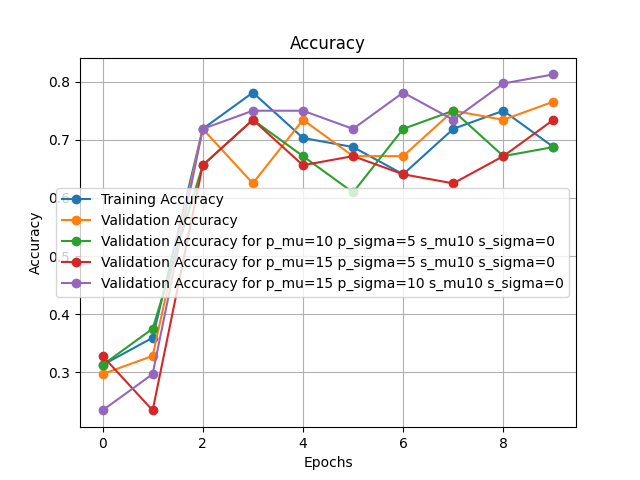 Accuracy
0.8
0.7
0.6
0.5
0.4
0.3
Accuracy
Training Accuracy
Validation Accuracy
Validation Accuracy for p_mu=10 p_sigma=5 s_mu10 s_sigma=0
Validation Accuracy for p_mu=15 p_sigma=5 s_mu10 s_sigma=0
Validation Accuracy for p_mu=15 p_sigma=10 s_mu10 s_sigma=0
0 2 4 6 8
Epochs